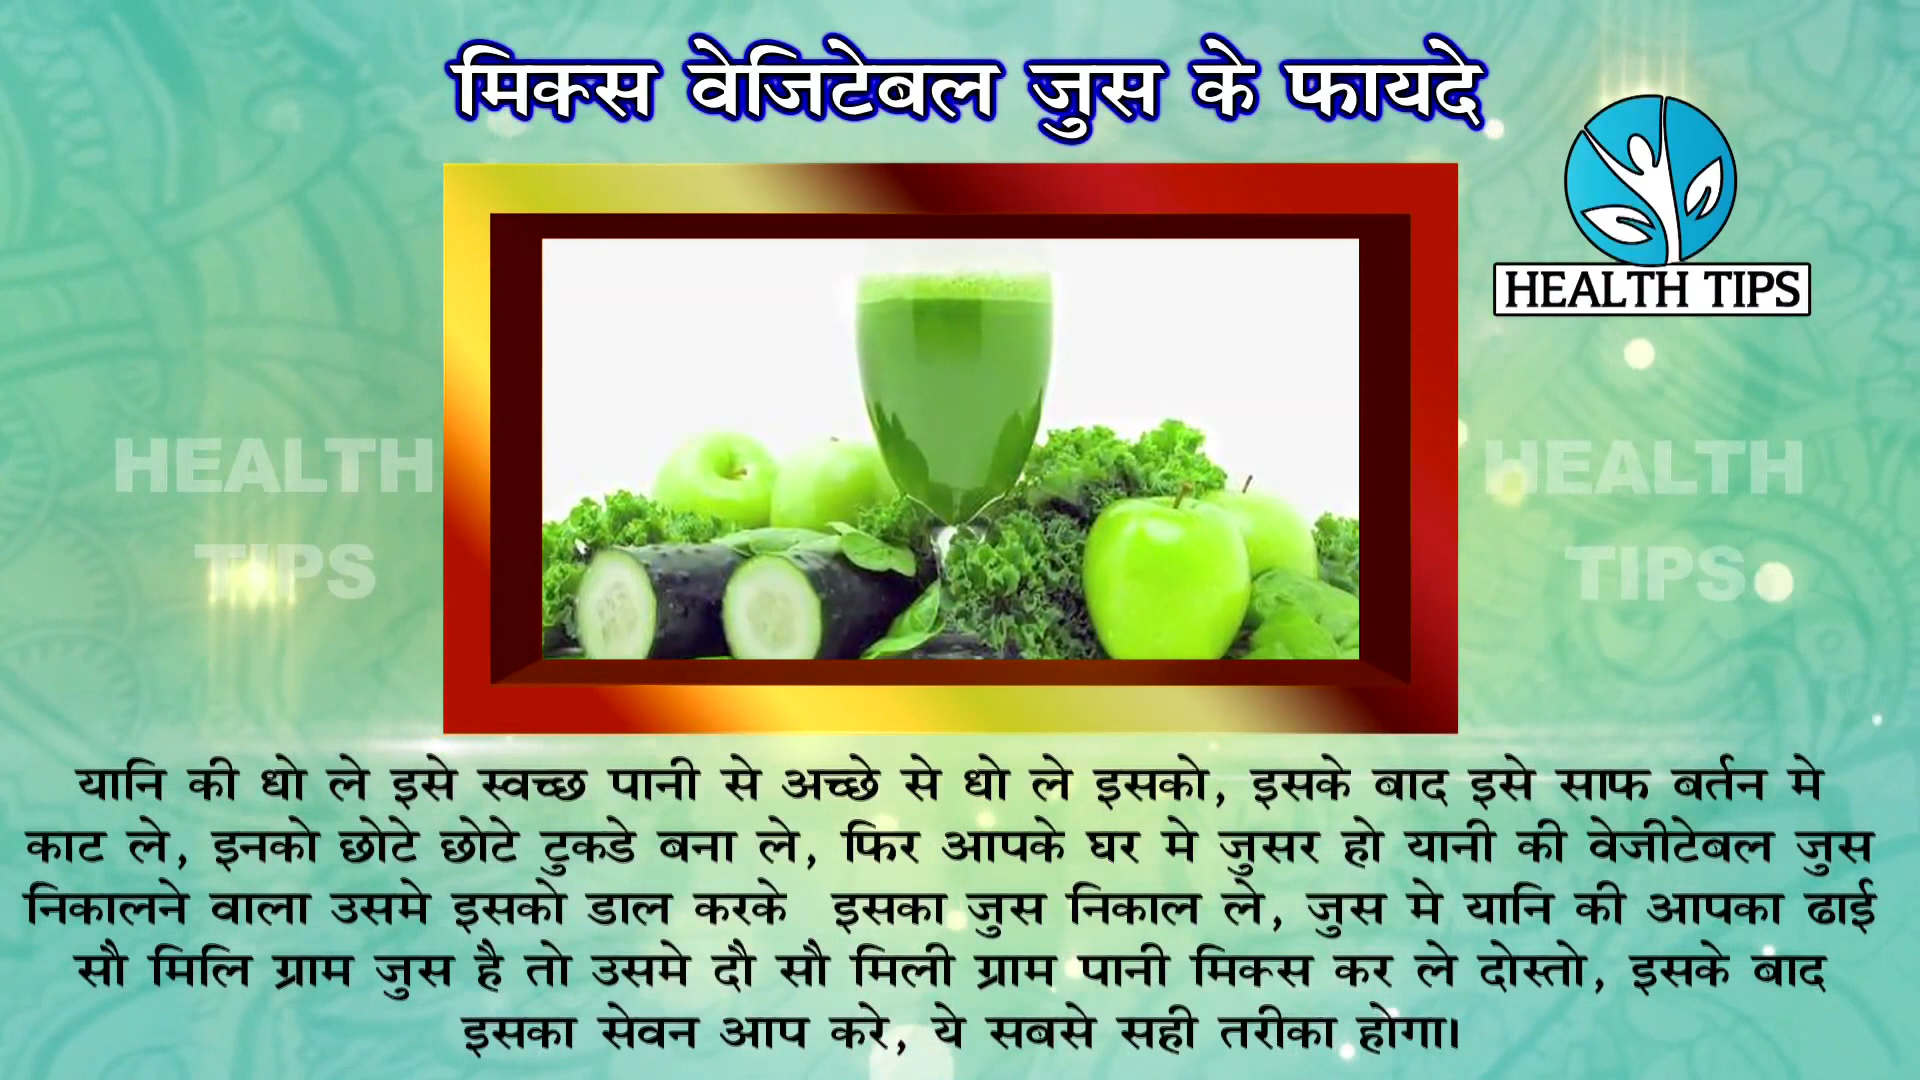 मिक्स वेजिटेबल जुस के फायदे
HEALTH TIPS
HEALTH
TIPS
HEALTH
TIPS
यानि की धो ले इसे स्वच्छ पानी से अच्छे से धो ले इसको, इसके बाद इसे साफ बर्तन मे
काट ले, इनको छोटे छोटे टुकडे बना ले, फिर आपके घर मे जुसर हो यानी की वेजीटेबल जुस
निकालने वाला उसमे इसको डाल करके इसका जुस निकाल ले, जुस मे यानि की आपका ढाई
सौ मिलि ग्राम जुस है तो उसमे दौ सौ मिली ग्राम पानी मिक्स कर ले दोस्तो, इसके बाद
इसका सेवन आप करे, ये सबसे सही तरीका होगा।